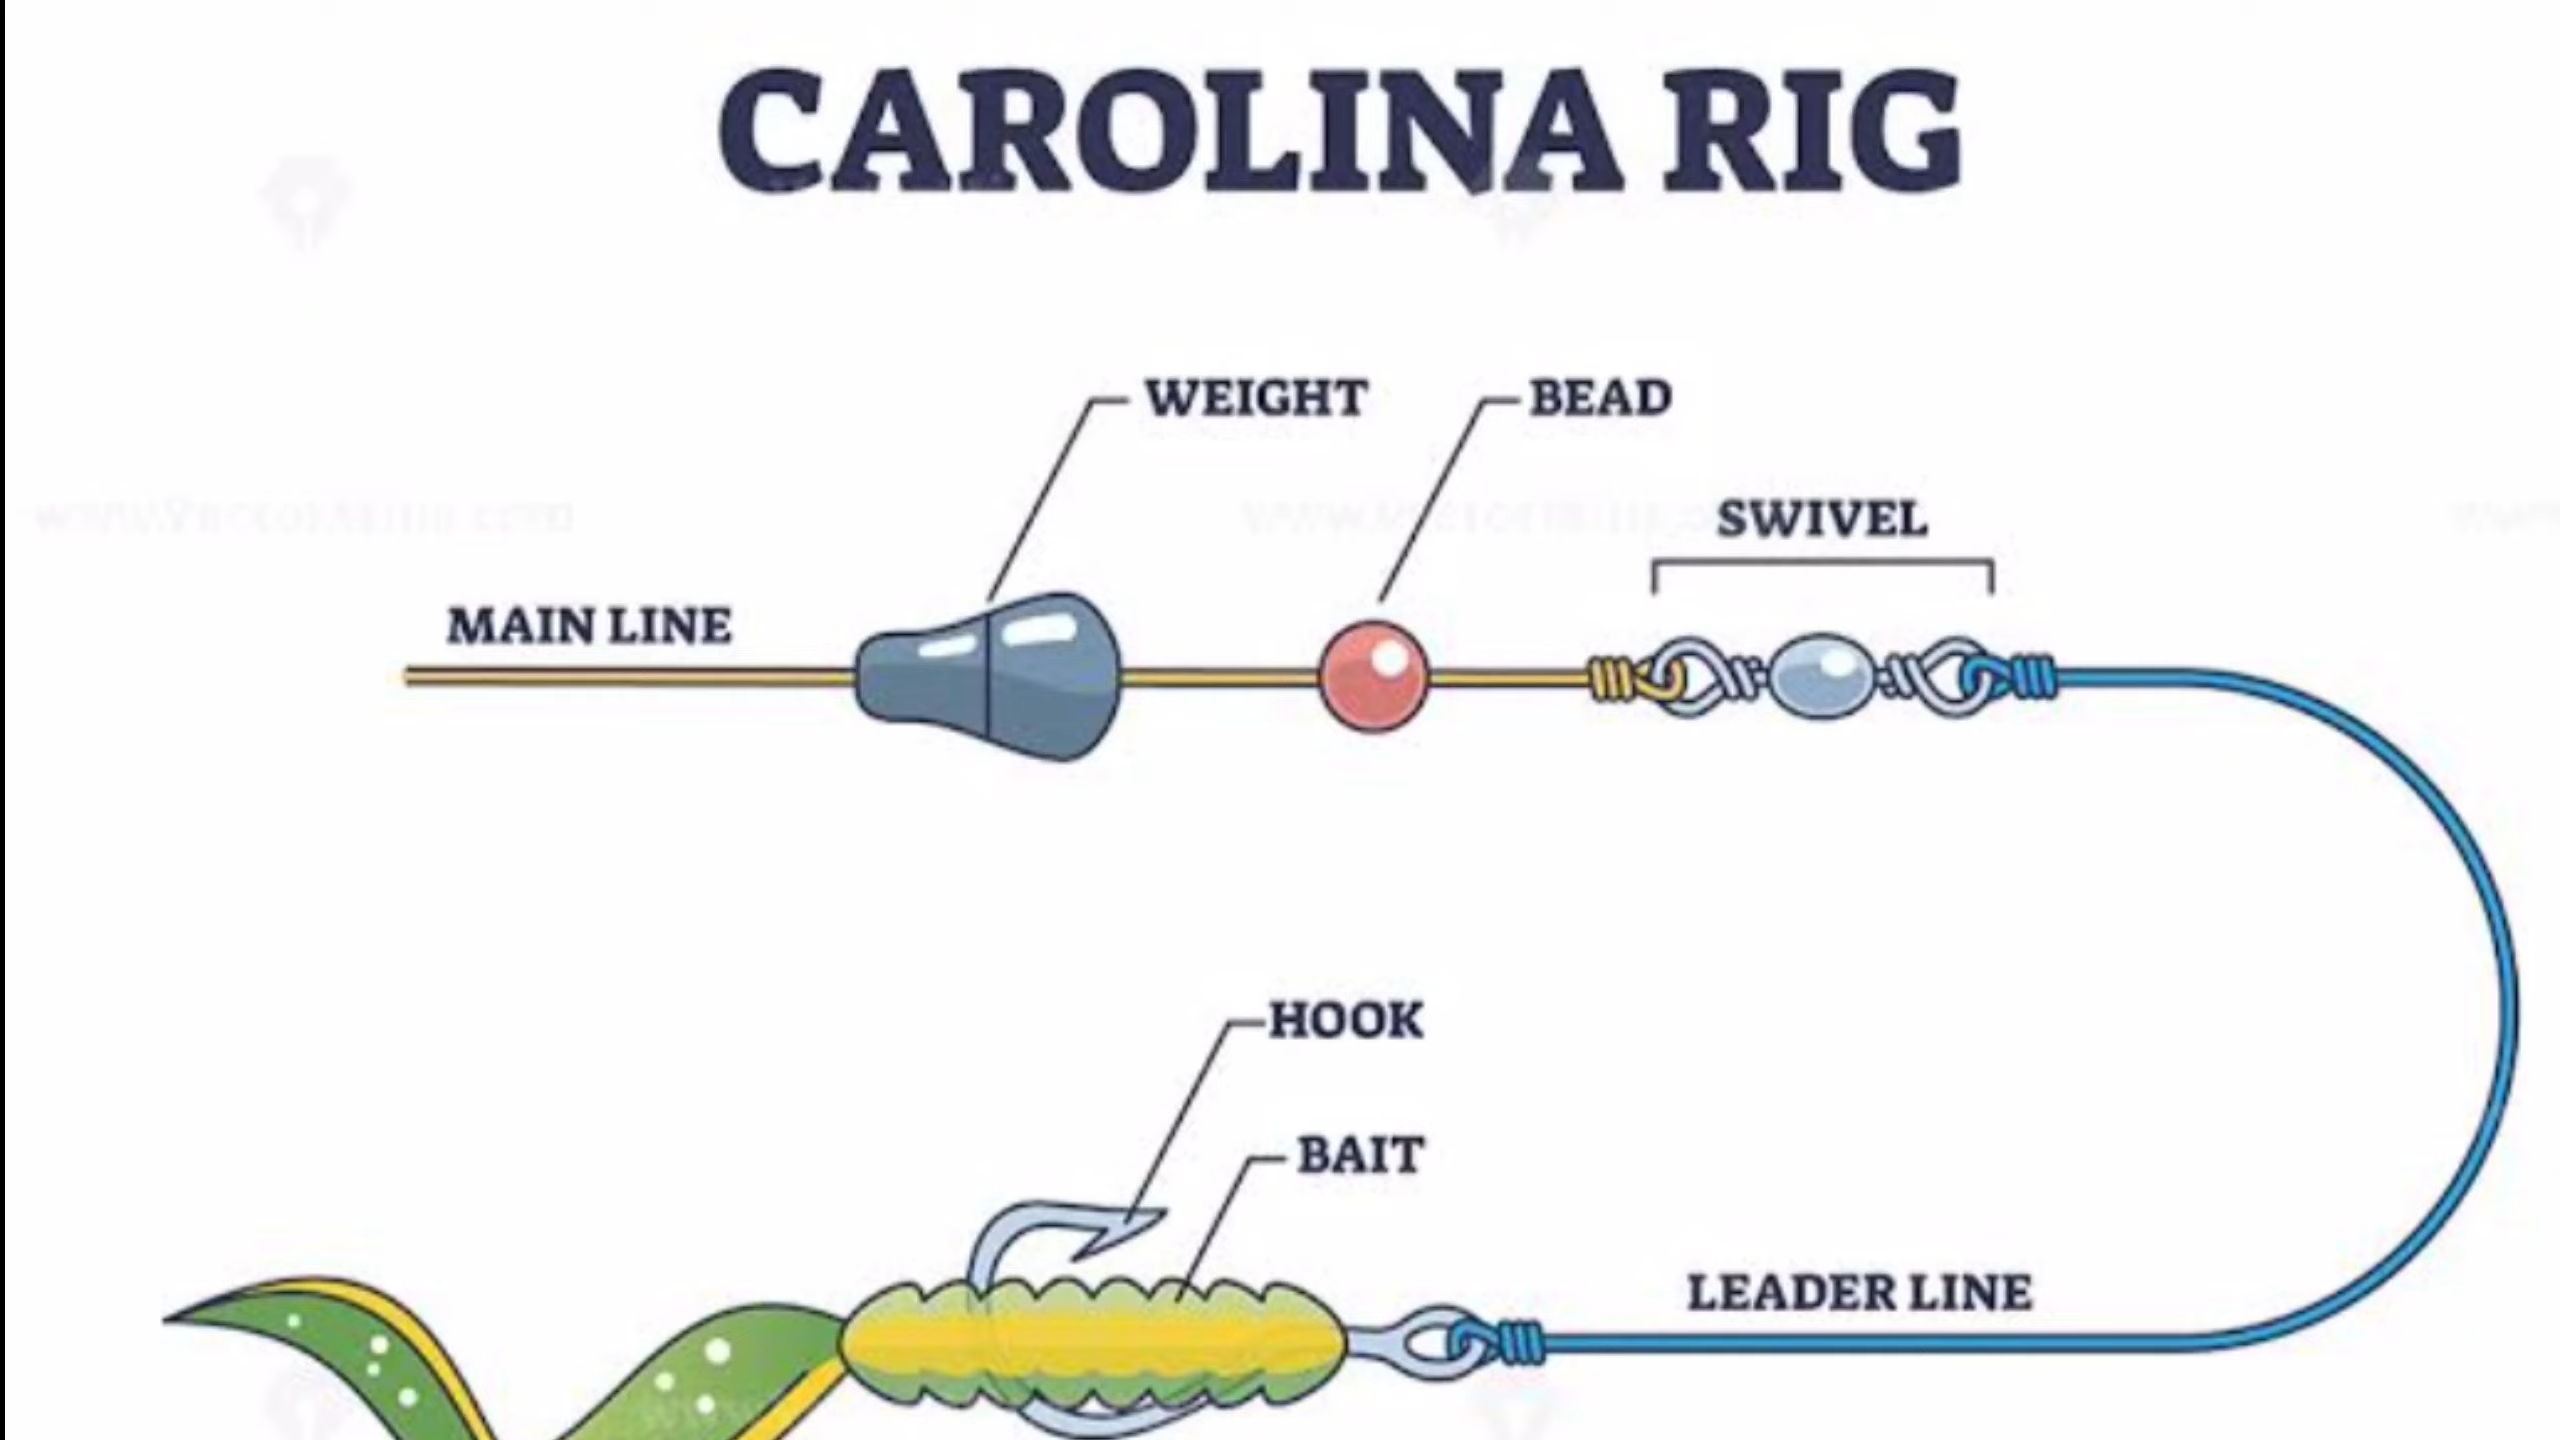 CAROLINA RIG
WEIGHT
BEAD
SWIVEL
MAIN LINE
HOOK
BAIT
LEADER LINE